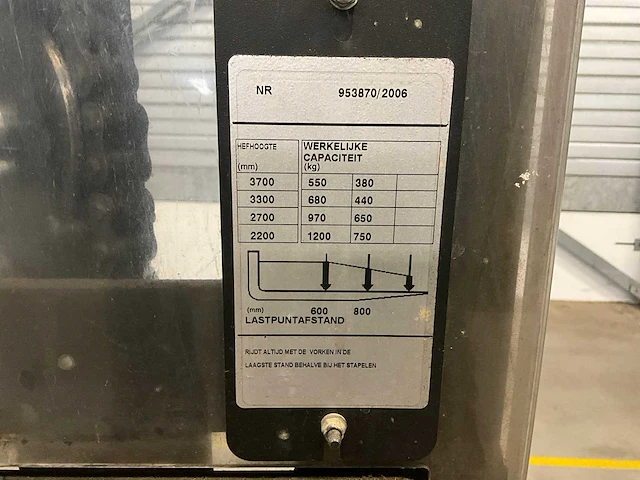 NR 953870/2006
HEFHOOGTE WERKELIJKE
CAPACITEIT
(mm) (kg)
3700 550 380
3300 680 440
2700 970 650
2200 1200 750
(mm) 600 800
LASTPUNTAFSTAND
RIJDT ALTIJD MET DE VORKEN IN DE
LAAGSTE STAND BEHALVE BIJ HET STAPELEN